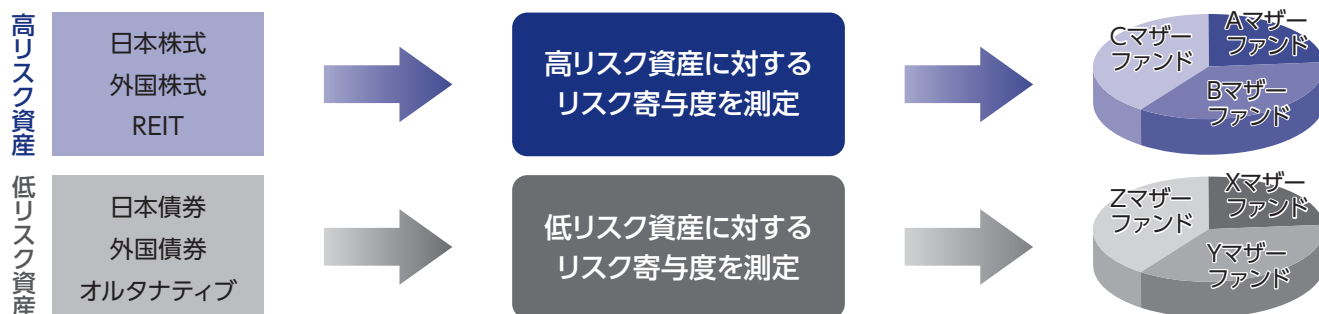 高リスク資産
日本株式
外国株式
REIT
高リスク資産に対する
リスク寄与度を測定
Aマザー
ファンド
Bマザー
ファンド
Cマザー
ファンド
低リスク資産
日本債券
外国債券
オルタナティブ
低リスク資産に対する
リスク寄与度を測定
Xマザー
ファンド
Yマザー
ファンド
Zマザー
ファンド